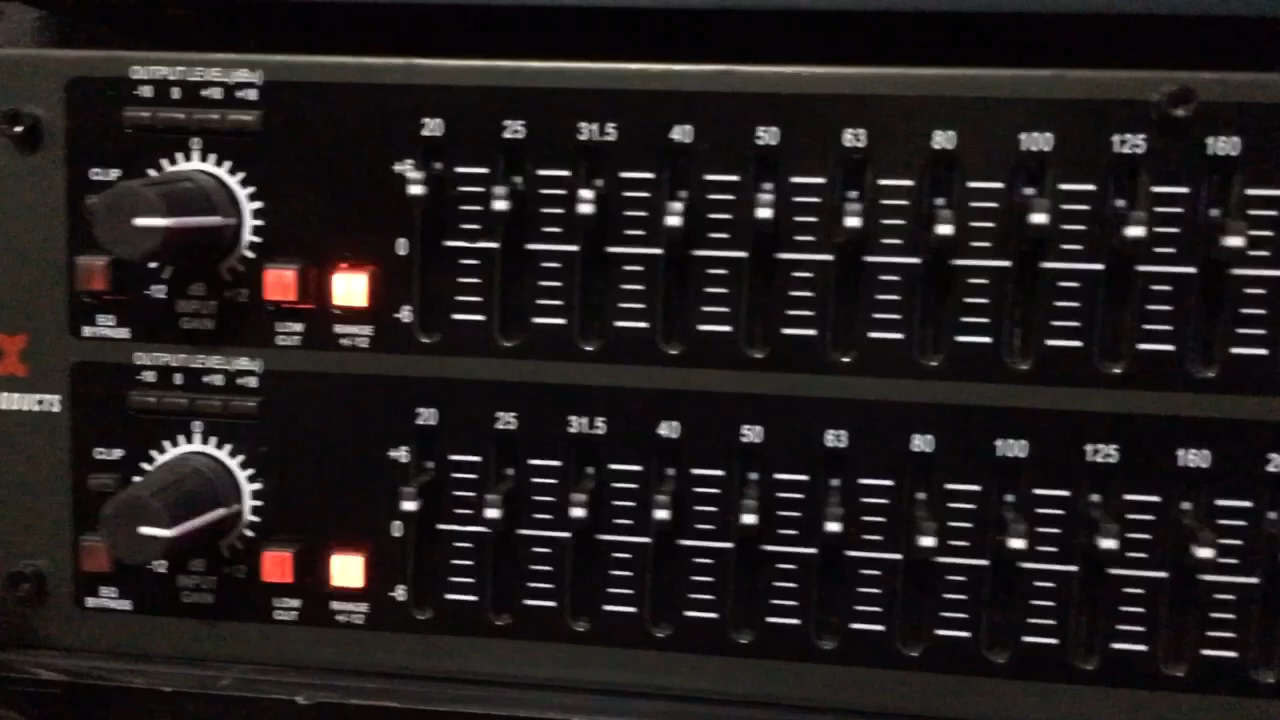 OUTPUT LEVEL (dBu)
-10 0 +10 +18
20 25 31.5 40 50 63 80 100 125 160
0
CLIP
+6
0
-6
-12 dB +12
INPUT
GAIN
EQ
BYPASS
LOW
CUT
RANGE
+/-12
X
ODUCTS
OUTPUT LEVEL (dBu)
-10 0 +10 +18
20 25 31.5 40 50 63 80 100 125 160
0
CLIP
+6
0
-6
-12 dB +12
INPUT
GAIN
EQ
BYPASS
LOW
CUT
RANGE
+/-12